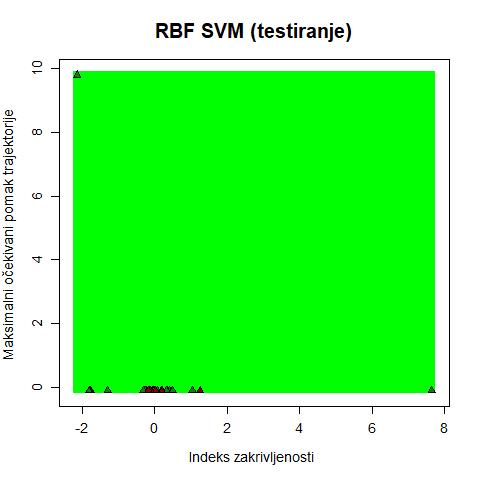 RBF SVM (testiranje)
Maksimalni očekivani pomak trajektorije
10
8
6
4
2
0
-2 0 2 4 6 8
Indeks zakrivljenosti